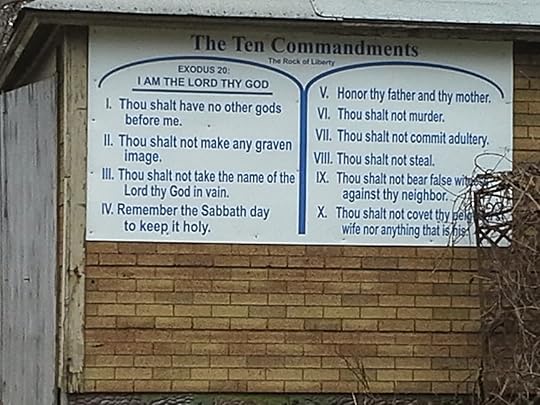 The Ten Commandments
The Rock of Liberty
EXODUS 20:
I AM THE LORD THY GOD
I. Thou shalt have no other gods
before me.
II. Thou shalt not make any graven
image.
III. Thou shalt not take the name of the
Lord thy God in vain.
IV. Remember the Sabbath day
to keep it holy.
V. Honor thy father and thy mother.
VI. Thou shalt not murder.
VII. Thou shalt not commit adultery.
VIII. Thou shalt not steal.
IX. Thou shalt not bear false witness
against thy neighbor.
X. Thou shalt not covet thy
wife nor anything that is his.